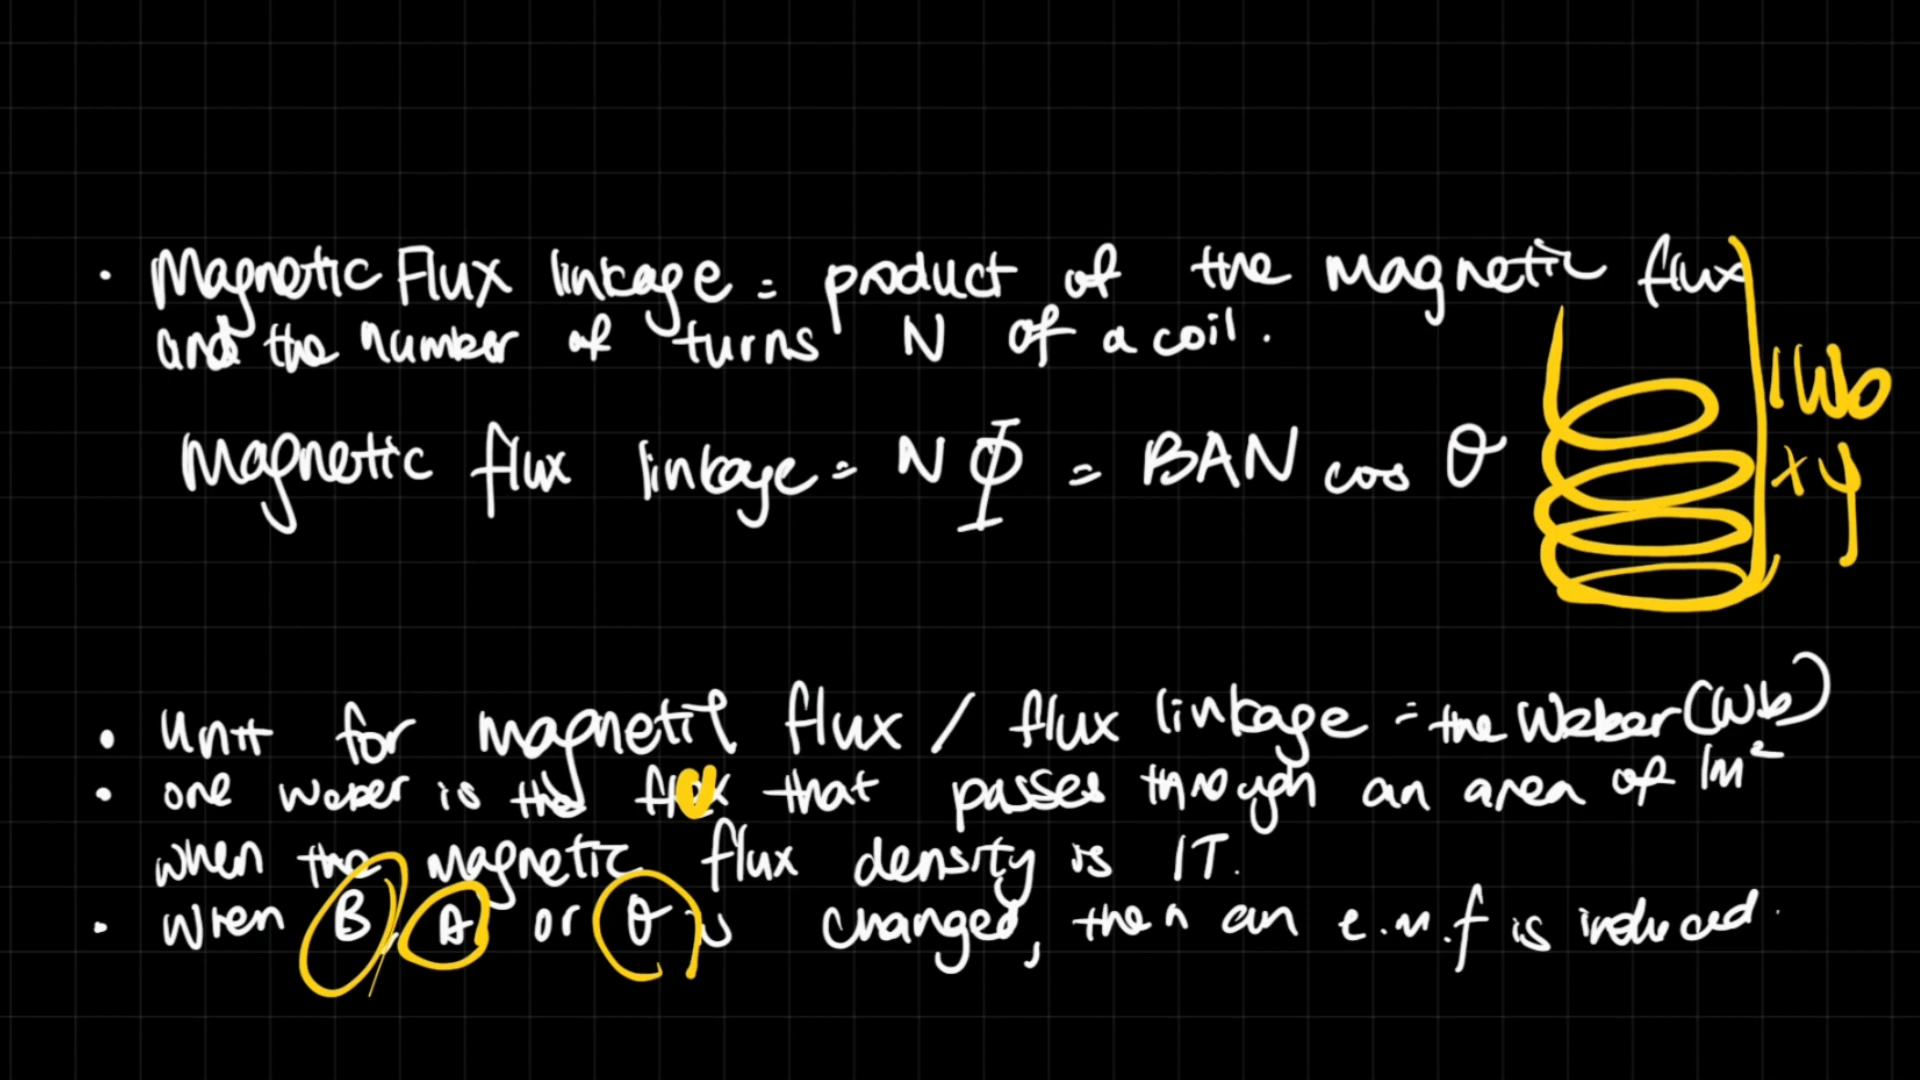 • Magnetic Flux linkage = product of the magnetic flux
and the number of turns N of a coil.
Magnetic flux linkage = NΦ = BAN cos θ
1Wb
x4
• Unit for magnetic flux / flux linkage = the Weber (Wb)
• one weber is the flux that passes through an area of 1m²
when the magnetic flux density is 1T.
• When B, A or θ is changed, then an e.m.f is induced.